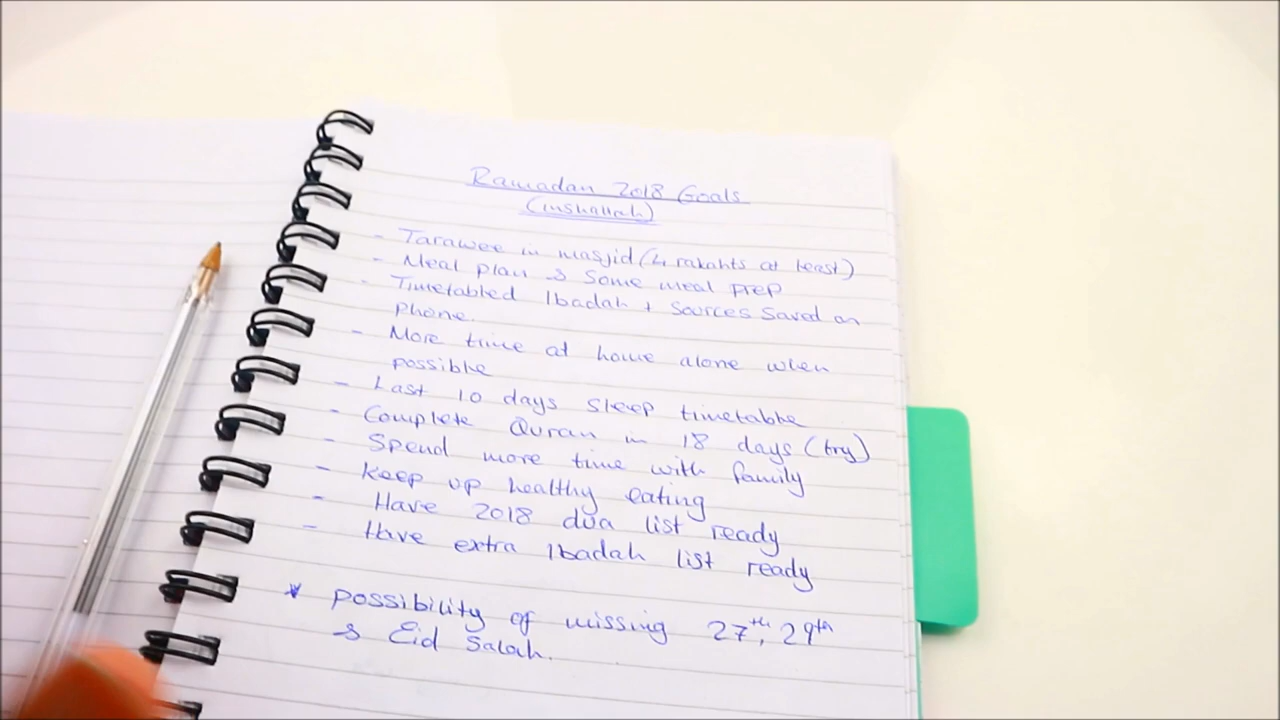 Ramadan 2018 Goals
(inshallah)
- Tarawee in masjid (4 rakahts at least)
- Meal plan & Some meal prep
- Timetabled Ibadah + Sources Saved on
phone.
- More time at home alone when
possible
- Last 10 days sleep timetable
- Complete Quran in 18 days (try)
- Spend more time with family
- Keep up healthy eating
- Have 2018 dua list ready
- Have extra Ibadah list ready
* possibility of missing 27th, 29th
& Eid Salah.